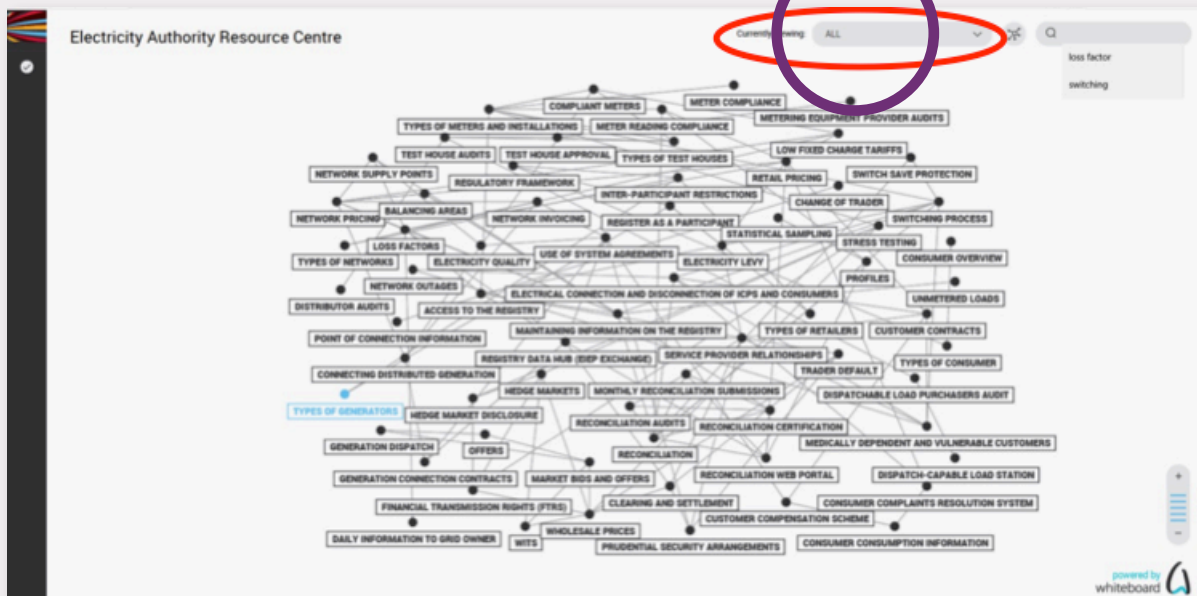 Electricity Authority Resource Centre
Currently viewing: ALL
loss factor
switching
COMPLIANT METERS
METER COMPLIANCE
METERING EQUIPMENT PROVIDER AUDITS
TYPES OF METERS AND INSTALLATIONS
METER READING COMPLIANCE
LOW FIXED CHARGE TARIFFS
TEST HOUSE AUDITS
TEST HOUSE APPROVAL
TYPES OF TEST HOUSES
NETWORK SUPPLY POINTS
REGULATORY FRAMEWORK
RETAIL PRICING
SWITCH SAVE PROTECTION
INTER-PARTICIPANT RESTRICTIONS
CHANGE OF TRADER
NETWORK PRICING
BALANCING AREAS
NETWORK INVOICING
REGISTER AS A PARTICIPANT
SWITCHING PROCESS
STATISTICAL SAMPLING
STRESS TESTING
LOSS FACTORS
USE OF SYSTEM AGREEMENTS
CONSUMER OVERVIEW
TYPES OF NETWORKS
ELECTRICITY QUALITY
ELECTRICITY LEVY
PROFILES
NETWORK OUTAGES
ELECTRICAL CONNECTION AND DISCONNECTION OF ICPS AND CONSUMERS
UNMETERED LOADS
DISTRIBUTOR AUDITS
ACCESS TO THE REGISTRY
POINT OF CONNECTION INFORMATION
MAINTAINING INFORMATION ON THE REGISTRY
TYPES OF RETAILERS
CUSTOMER CONTRACTS
REGISTRY DATA HUB (EIEP EXCHANGE)
SERVICE PROVIDER RELATIONSHIPS
TYPES OF CONSUMER
CONNECTING DISTRIBUTED GENERATION
TRADER DEFAULT
HEDGE MARKETS
MONTHLY RECONCILIATION SUBMISSIONS
DISPATCHABLE LOAD PURCHASERS AUDIT
TYPES OF GENERATORS
HEDGE MARKET DISCLOSURE
RECONCILIATION AUDITS
RECONCILIATION CERTIFICATION
GENERATION DISPATCH
OFFERS
RECONCILIATION
MEDICALLY DEPENDENT AND VULNERABLE CUSTOMERS
GENERATION CONNECTION CONTRACTS
MARKET BIDS AND OFFERS
RECONCILIATION WEB PORTAL
DISPATCH-CAPABLE LOAD STATION
FINANCIAL TRANSMISSION RIGHTS (FTRS)
CLEARING AND SETTLEMENT
CONSUMER COMPLAINTS RESOLUTION SYSTEM
CUSTOMER COMPENSATION SCHEME
DAILY INFORMATION TO GRID OWNER
WITS
WHOLESALE PRICES
PRUDENTIAL SECURITY ARRANGEMENTS
CONSUMER CONSUMPTION INFORMATION
powered by
whiteboard